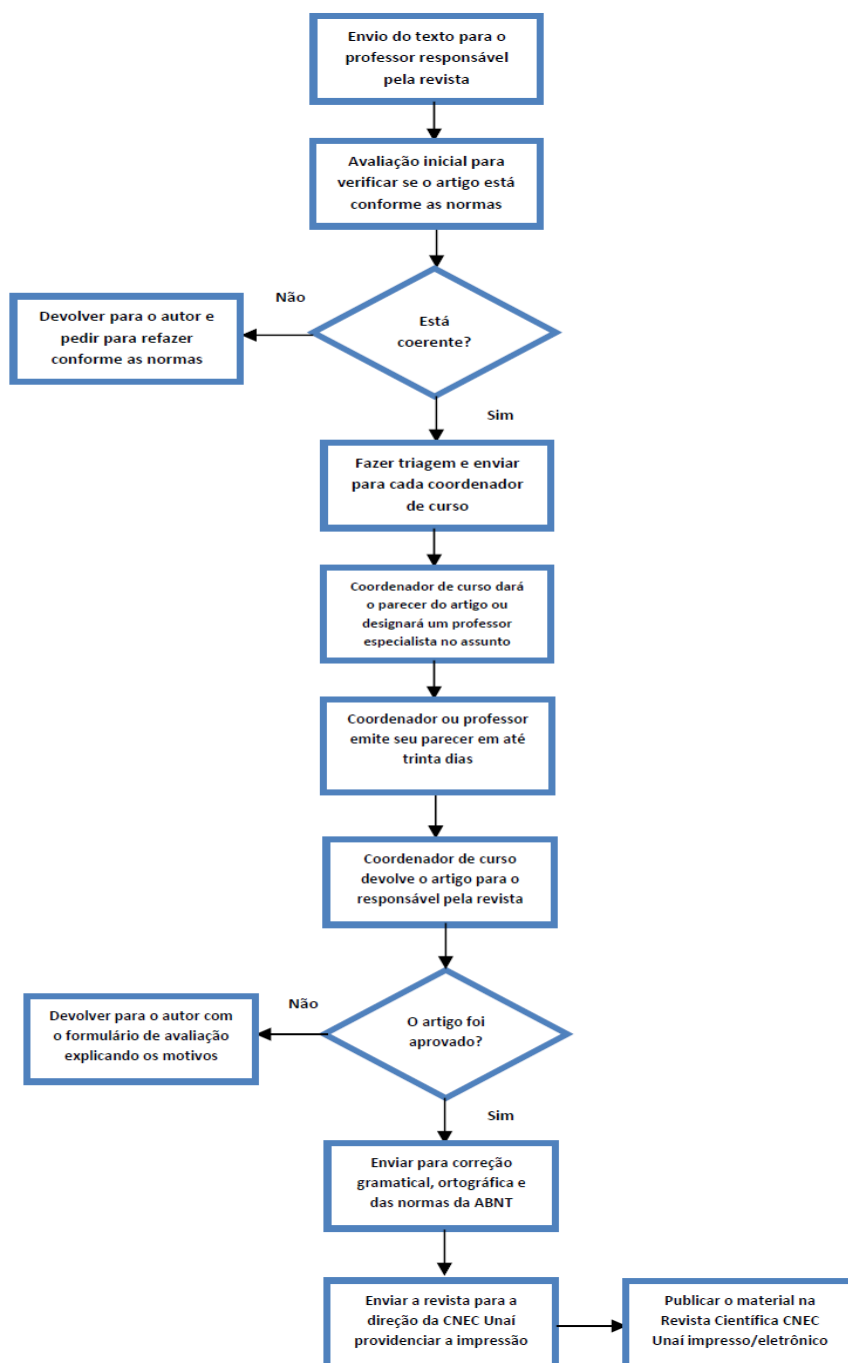 Envio do texto para o
professor responsável
pela revista
Avaliação inicial para
verificar se o artigo está
conforme as normas
Não
Devolver para o autor e
pedir para refazer
conforme as normas
Está
coerente?
Sim
Fazer triagem e enviar
para cada coordenador
de curso
Coordenador de curso dará
o parecer do artigo ou
designará um professor
especialista no assunto
Coordenador ou professor
emite seu parecer em até
trinta dias
Coordenador de curso
devolve o artigo para o
responsável pela revista
Não
Devolver para o autor com
o formulário de avaliação
explicando os motivos
O artigo foi
aprovado?
Sim
Enviar para correção
gramatical, ortográfica e
das normas da ABNT
Enviar a revista para a
direção da CNEC Unaí
providenciar a impressão
Publicar o material na
Revista Científica CNEC
Unaí impresso/eletrônico